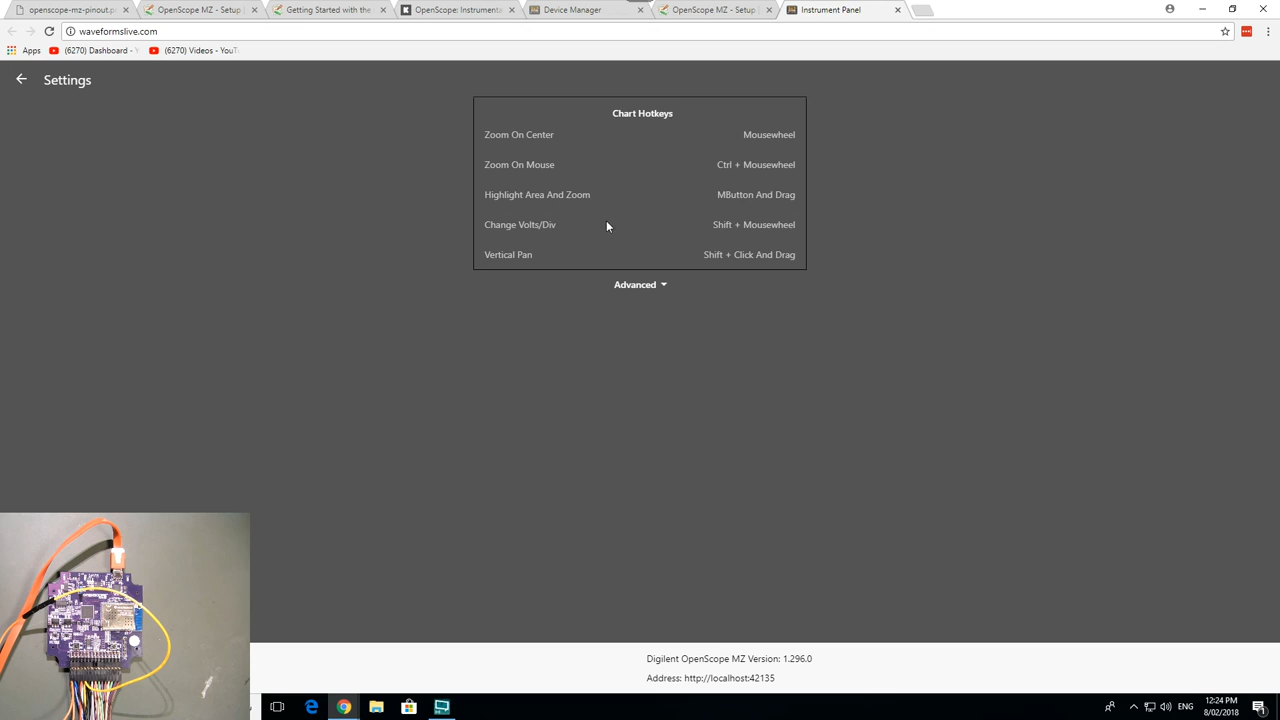 openscope-mz-pinout.p
OpenScope MZ - Setup
Getting Started with the
OpenScope: Instrumenta
Device Manager
OpenScope MZ - Setup
Instrument Panel
waveformslive.com
Apps
(6270) Dashboard - Y
(6270) Videos - YouTu
Settings
Chart Hotkeys
Zoom On Center Mousewheel
Zoom On Mouse Ctrl + Mousewheel
Highlight Area And Zoom MButton And Drag
Change Volts/Div Shift + Mousewheel
Vertical Pan Shift + Click And Drag
Advanced
Digilent OpenScope MZ Version: 1.296.0
Address: http://localhost:42135
ENG
12:24 PM
8/02/2018